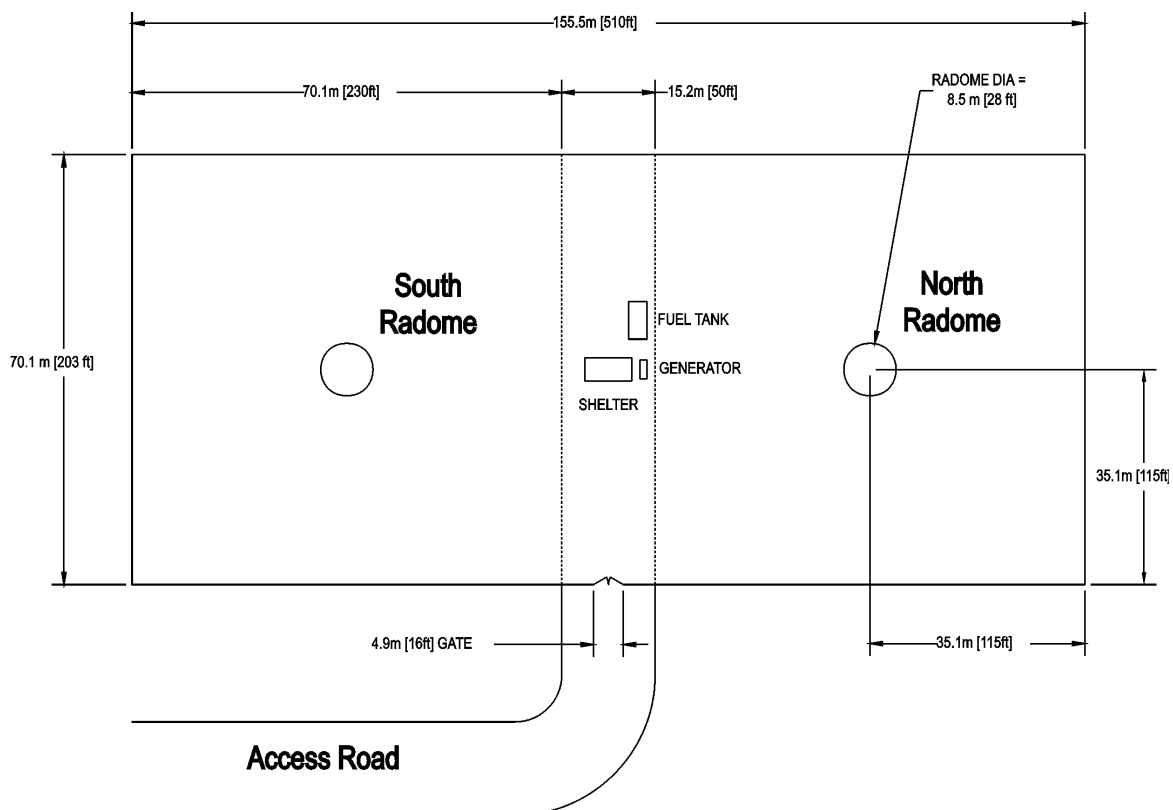 155.5m [510ft]
70.1m [230ft]
15.2m [50ft]
RADOME DIA =
8.5 m [28 ft]
South
Radome
North
Radome
FUEL TANK
70.1 m [203 ft]
GENERATOR
SHELTER
35.1m [115ft]
4.9m [16ft] GATE
35.1m [115ft]
Access Road